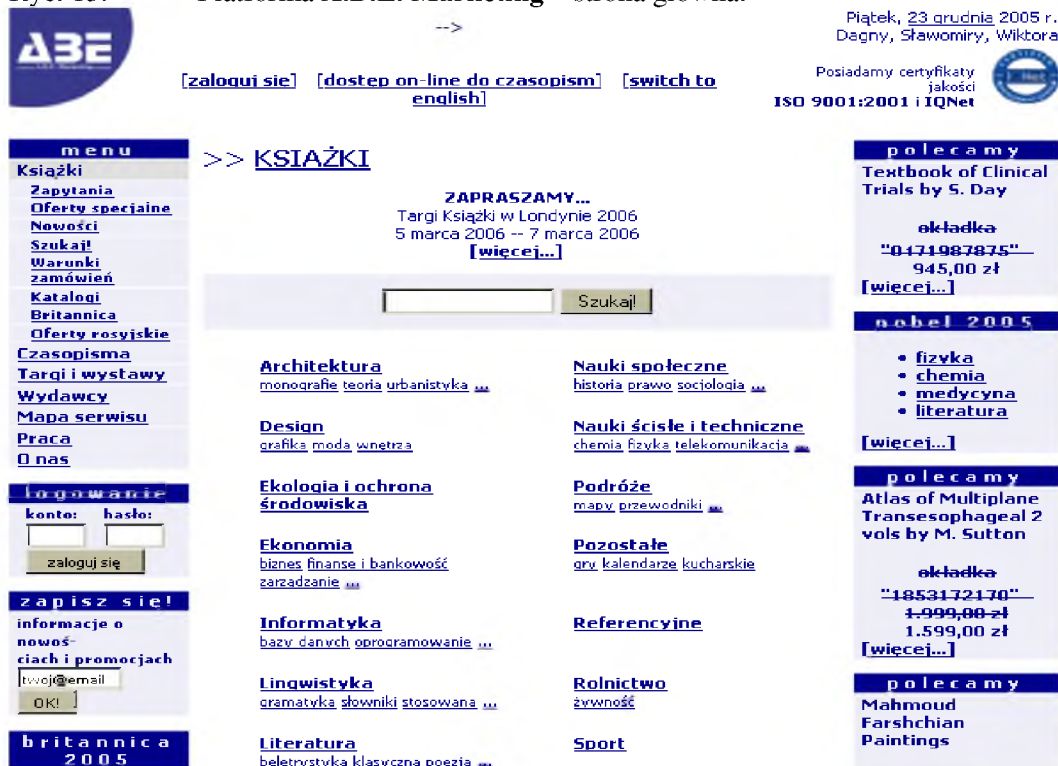 Platforma A.B.E. Marketing – strona główna.
ABE
-->
Piątek, 23 grudnia 2005 r.
Dagny, Sławomiry, Wiktora
[zaloguj sie] [dostęp on-line do czasopism] [switch to
english]
Posiadamy certyfikaty
jakości
ISO 9001:2001 i IQNet
menu
Książki
Zapytania
Oferty specjalne
Nowości
Szukaj!
Warunki
zamówień
Katalogi
Britannica
Oferty rosyjskie
Czasopisma
Targi i wystawy
Wydawcy
Mapa serwisu
Praca
O nas
logowanie
konto: hasło:
zaloguj się
zapisz się!
informacje o
nowoś-
ciach i promocjach
twoj@email
OK!
britannica
2005
>> KSIAŻKI
ZAPRASZAMY...
Targi Książki w Londynie 2006
5 marca 2006 -- 7 marca 2006
[więcej...]
Szukaj!
Architektura
monografie teoria urbanistyka ...
Design
grafika moda wnętrza
Ekologia i ochrona
środowiska
Ekonomia
biznes finanse i bankowość
zarzadzanie ...
Informatyka
bazy danych oprogramowanie ...
Lingwistyka
gramatyka słowniki stosowana ...
Literatura
beletrystyka klasyczna poezja ...
Nauki społeczne
historia prawo socjologia ...
Nauki ścisłe i techniczne
chemia fizyka telekomunikacja ...
Podróże
mapy przewodniki ...
Pozostałe
gry kalendarze kucharskie
Referencyjne
Rolnictwo
żywność
Sport
polecamy
Textbook of Clinical
Trials by S. Day
okładka
"0471987875"
945,00 zł
[więcej...]
nobel 2005
• fizyka
• chemia
• medycyna
• literatura
[więcej...]
polecamy
Atlas of Multiplane
Transesophageal 2
vols by M. Sutton
okładka
"1853172170"
1.999,00 zł
1.599,00 zł
[więcej...]
polecamy
Mahmoud
Farshchian
Paintings